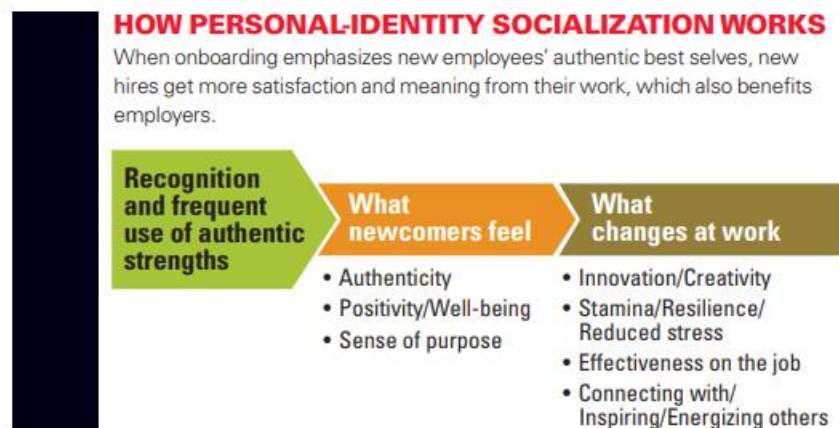 HOW PERSONAL-IDENTITY SOCIALIZATION WORKS
When onboarding emphasizes new employees’ authentic best selves, new
hires get more satisfaction and meaning from their work, which also benefits
employers.
Recognition
and frequent
use of authentic
strengths
What
newcomers feel
• Authenticity
• Positivity/Well-being
• Sense of purpose
What
changes at work
• Innovation/Creativity
• Stamina/Resilience/
Reduced stress
• Effectiveness on the job
• Connecting with/
Inspiring/Energizing others